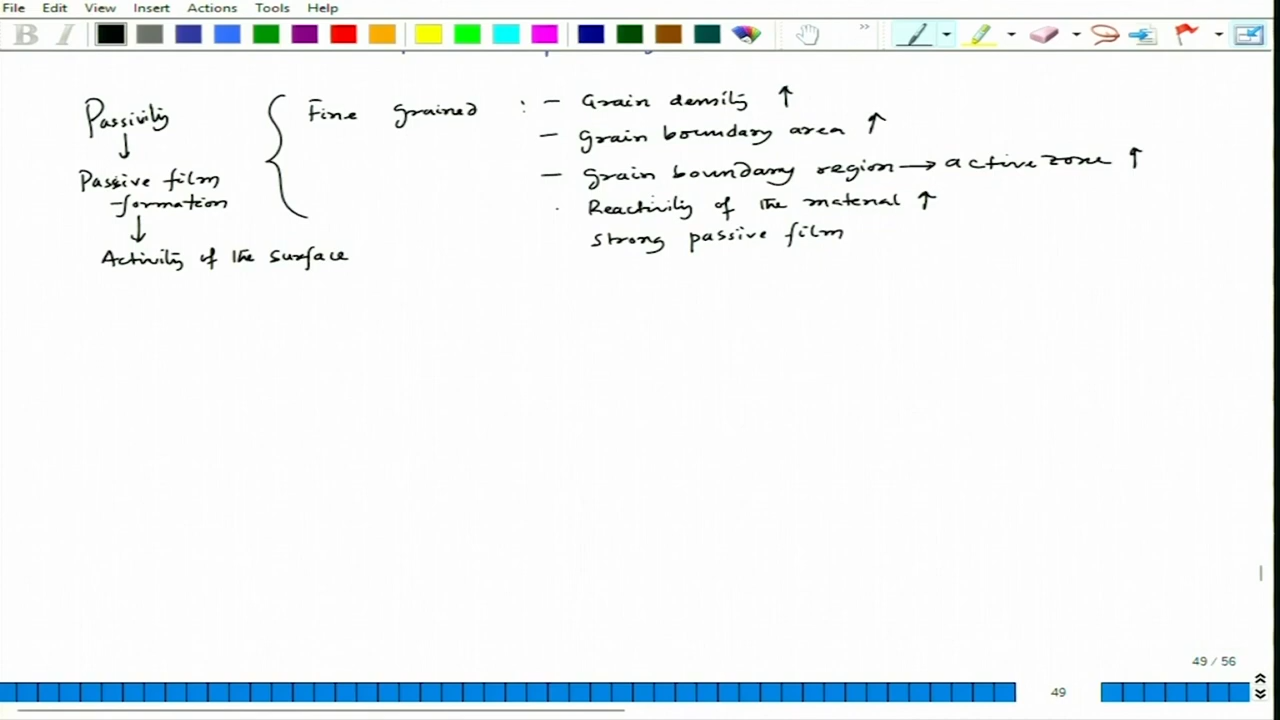 File Edit View Insert Actions Tools Help
B I
Passivity
↓
Passive film
formation
↓
Activity of the surface
Fine grained : – Grain density ↑
– Grain boundary area ↑
– Grain boundary region → active zone ↑
Reactivity of the material ↑
strong passive film
49 / 56
49